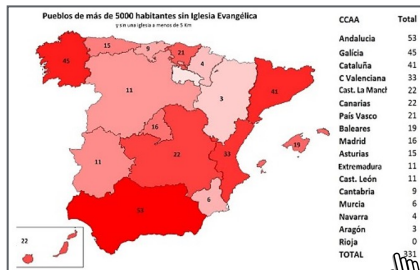 Pueblos de más de 5000 habitantes sin Iglesia Evangélica
y sin una iglesia a menos de 5 Km
CCAA Total
Andalucia 53
Galícia 45
Cataluña 41
C Valenciana 33
Cast. La Manch 22
Canarias 22
País Vasco 21
Baleares 19
Madrid 16
Asturias 15
Extremadura 11
Cast. León 11
Cantabria
Murcia 6
Navarra 4
Aragón 3
Rioja 0
TOTAL 331
45
15
9
21
4
11
3
41
16
11
22
33
19
53
6
22